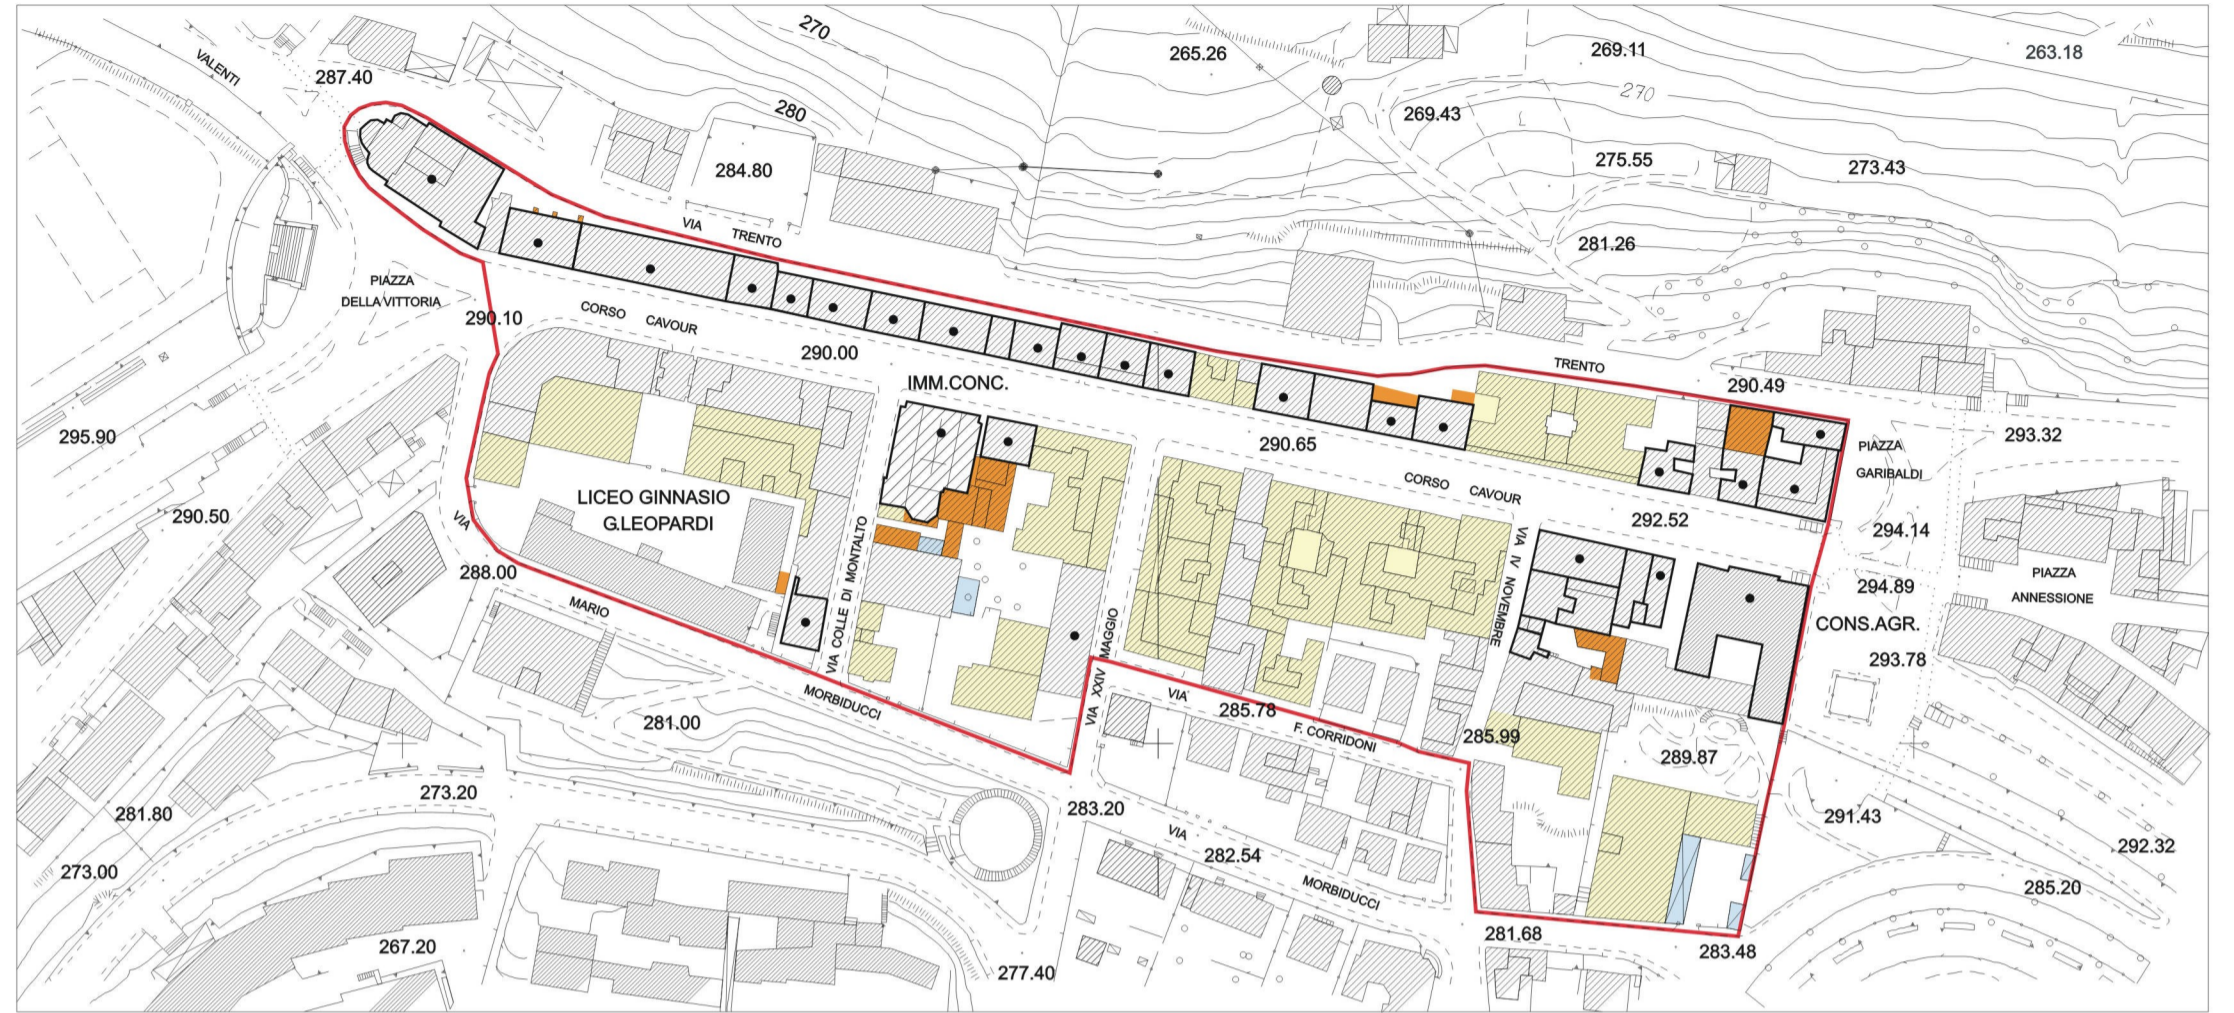 270
265.26
269.11
263.18
VALENTI
287.40
280
269.43
270
284.80
275.55
273.43
VIA TRENTO
281.26
PIAZZA
DELLA VITTORIA
290.10
CORSO CAVOUR
290.00
IMM.CONC.
TRENTO
290.49
295.90
290.65
293.32
PIAZZA
GARIBALDI
CORSO CAVOUR
LICEO GINNASIO
G.LEOPARDI
290.50
VIA
292.52
294.14
288.00
VIA COLLE DI MONTALTO
VIA IV NOVEMBRE
PIAZZA
ANNESSIONE
294.89
MARIO
CONS.AGR.
293.78
VIA XXIV MAGGIO
MORBIDUCCI
VIA
285.78
F. CORRIDONI
281.00
285.99
289.87
273.20
281.80
283.20
291.43
VIA
282.54
MORBIDUCCI
292.32
273.00
285.20
267.20
281.68
283.48
277.40